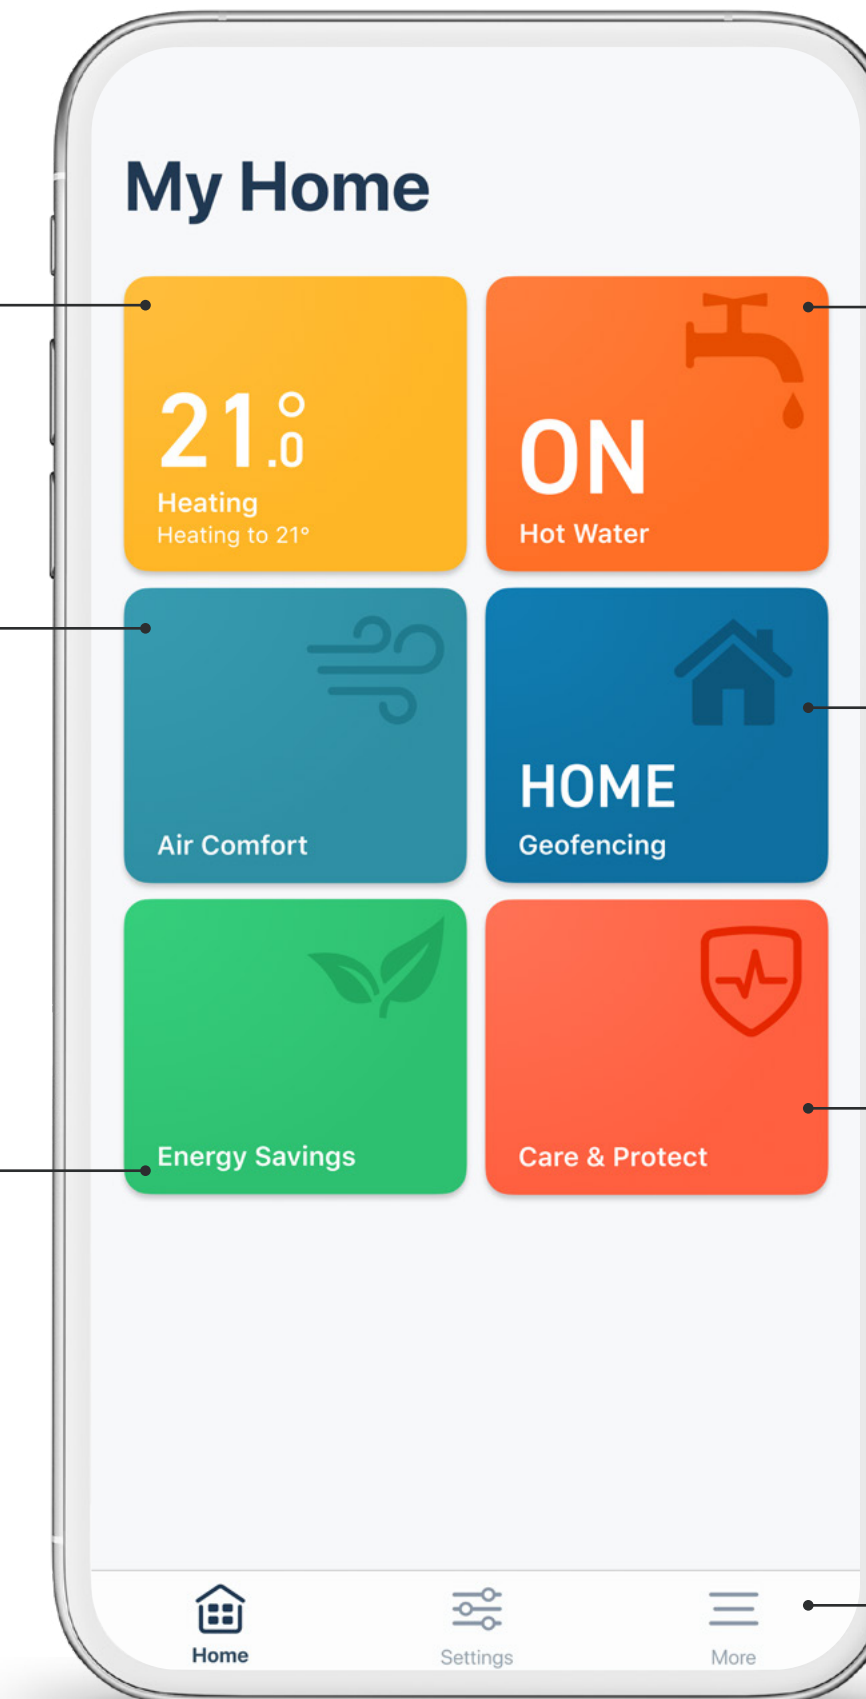 My Home
21.0°
Heating
Heating to 21°
ON
Hot Water
Air Comfort
HOME
Geofencing
Energy Savings
Care & Protect
Home
Settings
More